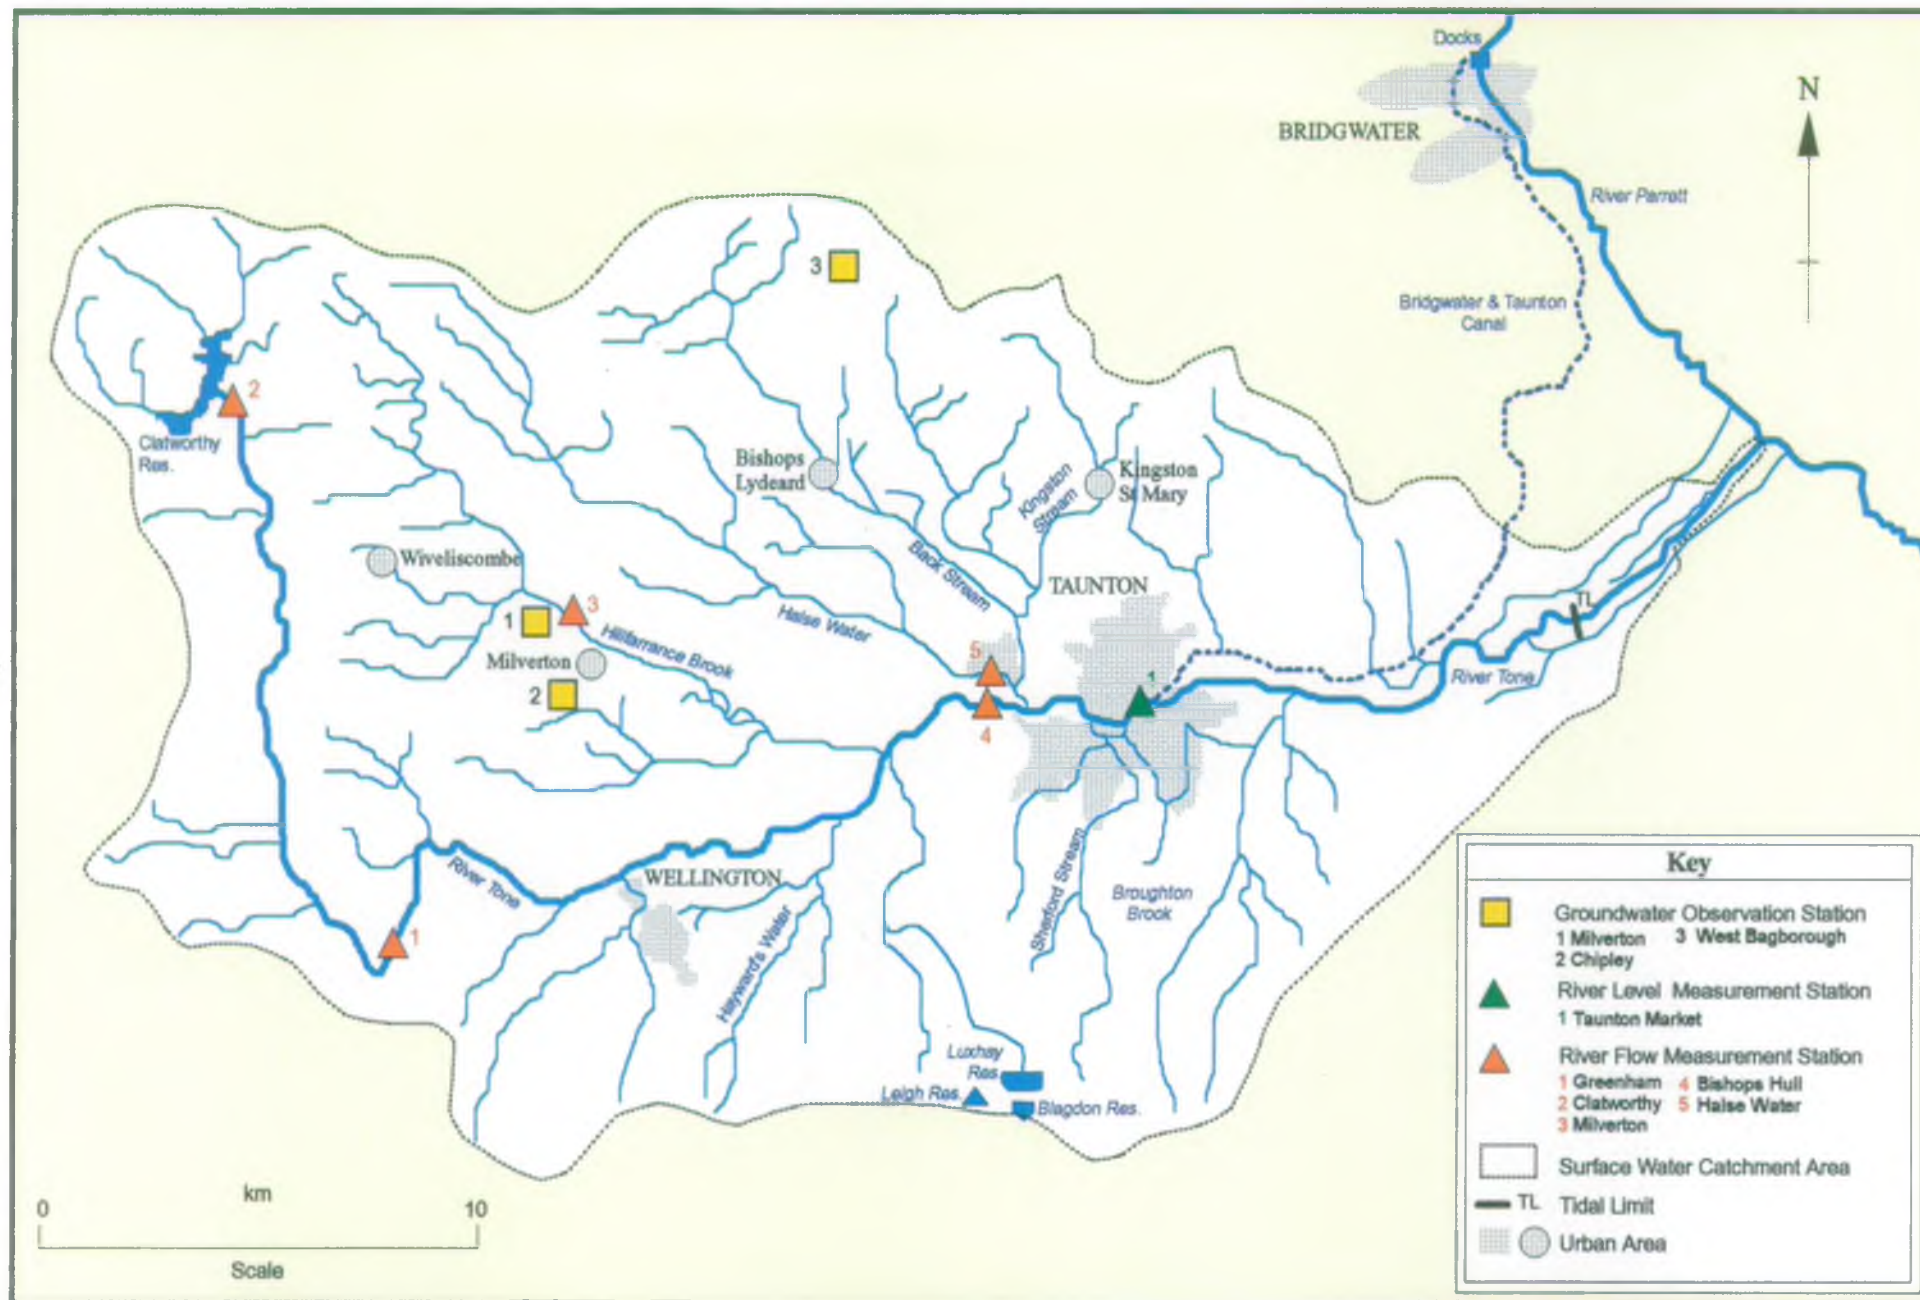 Docks
N
BRIDGWATER
River Parrett
3
Bridgwater & Taunton
Canal
2
Clatworthy
Res.
Bishops
Lydeard
Kingston
Stream
Kingston
St Mary
Wiveliscombe
Back Stream
TAUNTON
TL
1
3
Halse Water
Hillfarrance Brook
Milverton
5
2
1
River Tone
4
River Tone
WELLINGTON
Sherford Stream
Broughton
Brook
1
Hayward's Water
Luxhay
Res.
Leigh Res.
Blagdon Res.
km
0 10
Scale
Key
Groundwater Observation Station
1 Milverton 3 West Bagborough
2 Chipley
River Level Measurement Station
1 Taunton Market
River Flow Measurement Station
1 Greenham 4 Bishops Hull
2 Clatworthy 5 Halse Water
3 Milverton
Surface Water Catchment Area
TL Tidal Limit
Urban Area